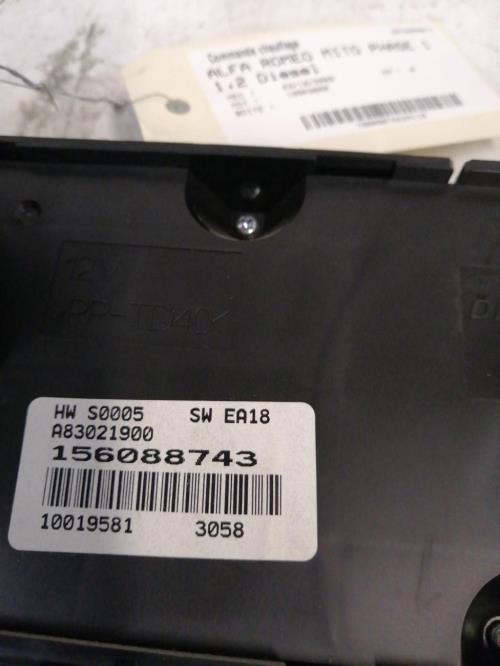 Commande chauffage
ALFA ROMEO MITO PHASE 1
1.2 Diesel
12V
>PP-TD40<
HW S0005 SW EA18
A83021900
156088743
10019581 3058